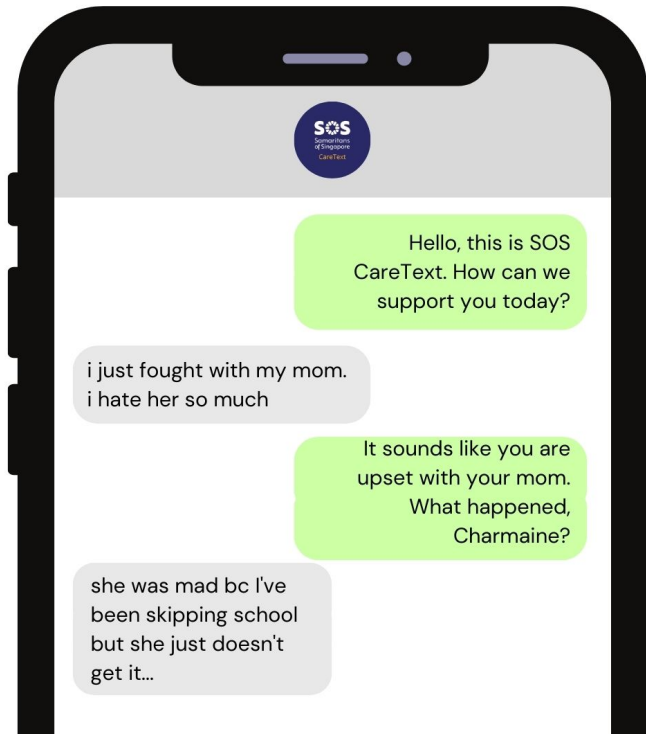 SOS
Samaritans
of Singapore
CareText
Hello, this is SOS
CareText. How can we
support you today?
i just fought with my mom.
i hate her so much
It sounds like you are
upset with your mom.
What happened,
Charmaine?
she was mad bc I've
been skipping school
but she just doesn't
get it...